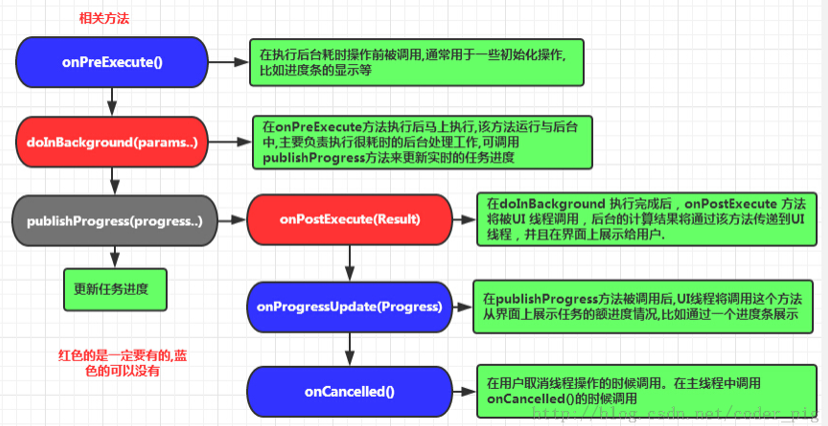 相关方法
onPreExecute()
在执行后台耗时操作前被调用,通常用于一些初始化操作,
比如进度条的显示等
doInBackground(params..)
在onPreExecute方法执行后马上执行,该方法运行与后台
中,主要负责执行很耗时的后台处理工作,可调用
publishProgress方法来更新实时的任务进度
publishProgress(progress..)
onPostExecute(Result)
在doInBackground 执行完成后，onPostExecute 方法
将被UI 线程调用，后台的计算结果将通过该方法传递到UI
线程，并且在界面上展示给用户.
更新任务进度
onProgressUpdate(Progress)
在publishProgress方法被调用后,UI线程将调用这个方法
从界面上展示任务的额进度情况,比如通过一个进度条展示
红色的是一定要有的,蓝
色的可以没有
onCancelled()
在用户取消线程操作的时候调用。在主线程中调用
onCancelled()的时候调用
http://blog.csdn.net/coder_pig